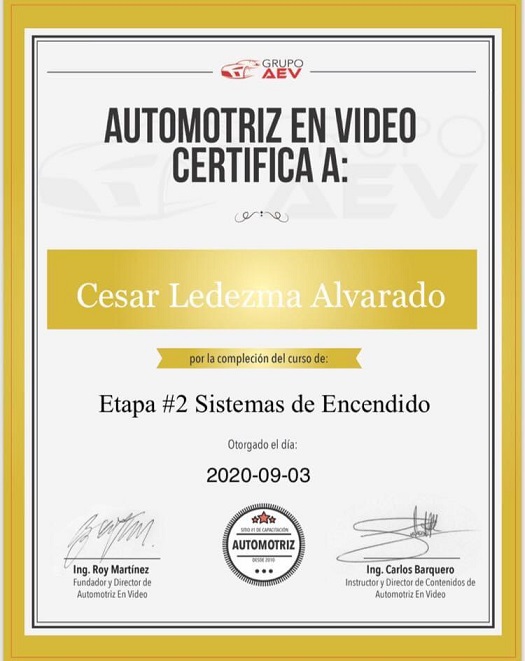 GRUPO
AEV
AUTOMOTRIZ EN VIDEO
CERTIFICA A:
Cesar Ledezma Alvarado
por la compleción del curso de:
Etapa #2 Sistemas de Encendido
Otorgado el día:
2020-09-03
Ing. Roy Martínez
Fundador y Director de
Automotriz En Video
SITIO #1 DE CAPACITACIÓN
AUTOMOTRIZ
DESDE 2010
Ing. Carlos Barquero
Instructor y Director de Contenidos de
Automotriz En Video